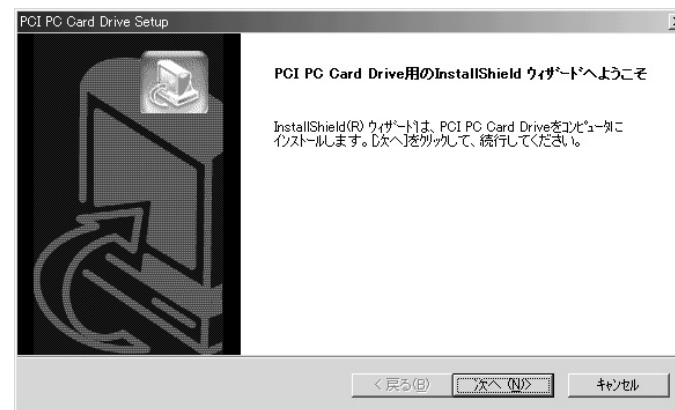 PCI PC Card Drive Setup
PCI PC Card Drive用のInstallShield ｳｨｻﾞｰﾄﾞへようこそ
InstallShield(R) ｳｨｻﾞｰﾄﾞは、PCI PC Card Driveをｺﾝﾋﾟｭｰﾀに
ｲﾝｽﾄｰﾙします。[次へ]をｸﾘｯｸして、続行してください。
< 戻る(B)
次へ (N)>
ｷｬﾝｾﾙ